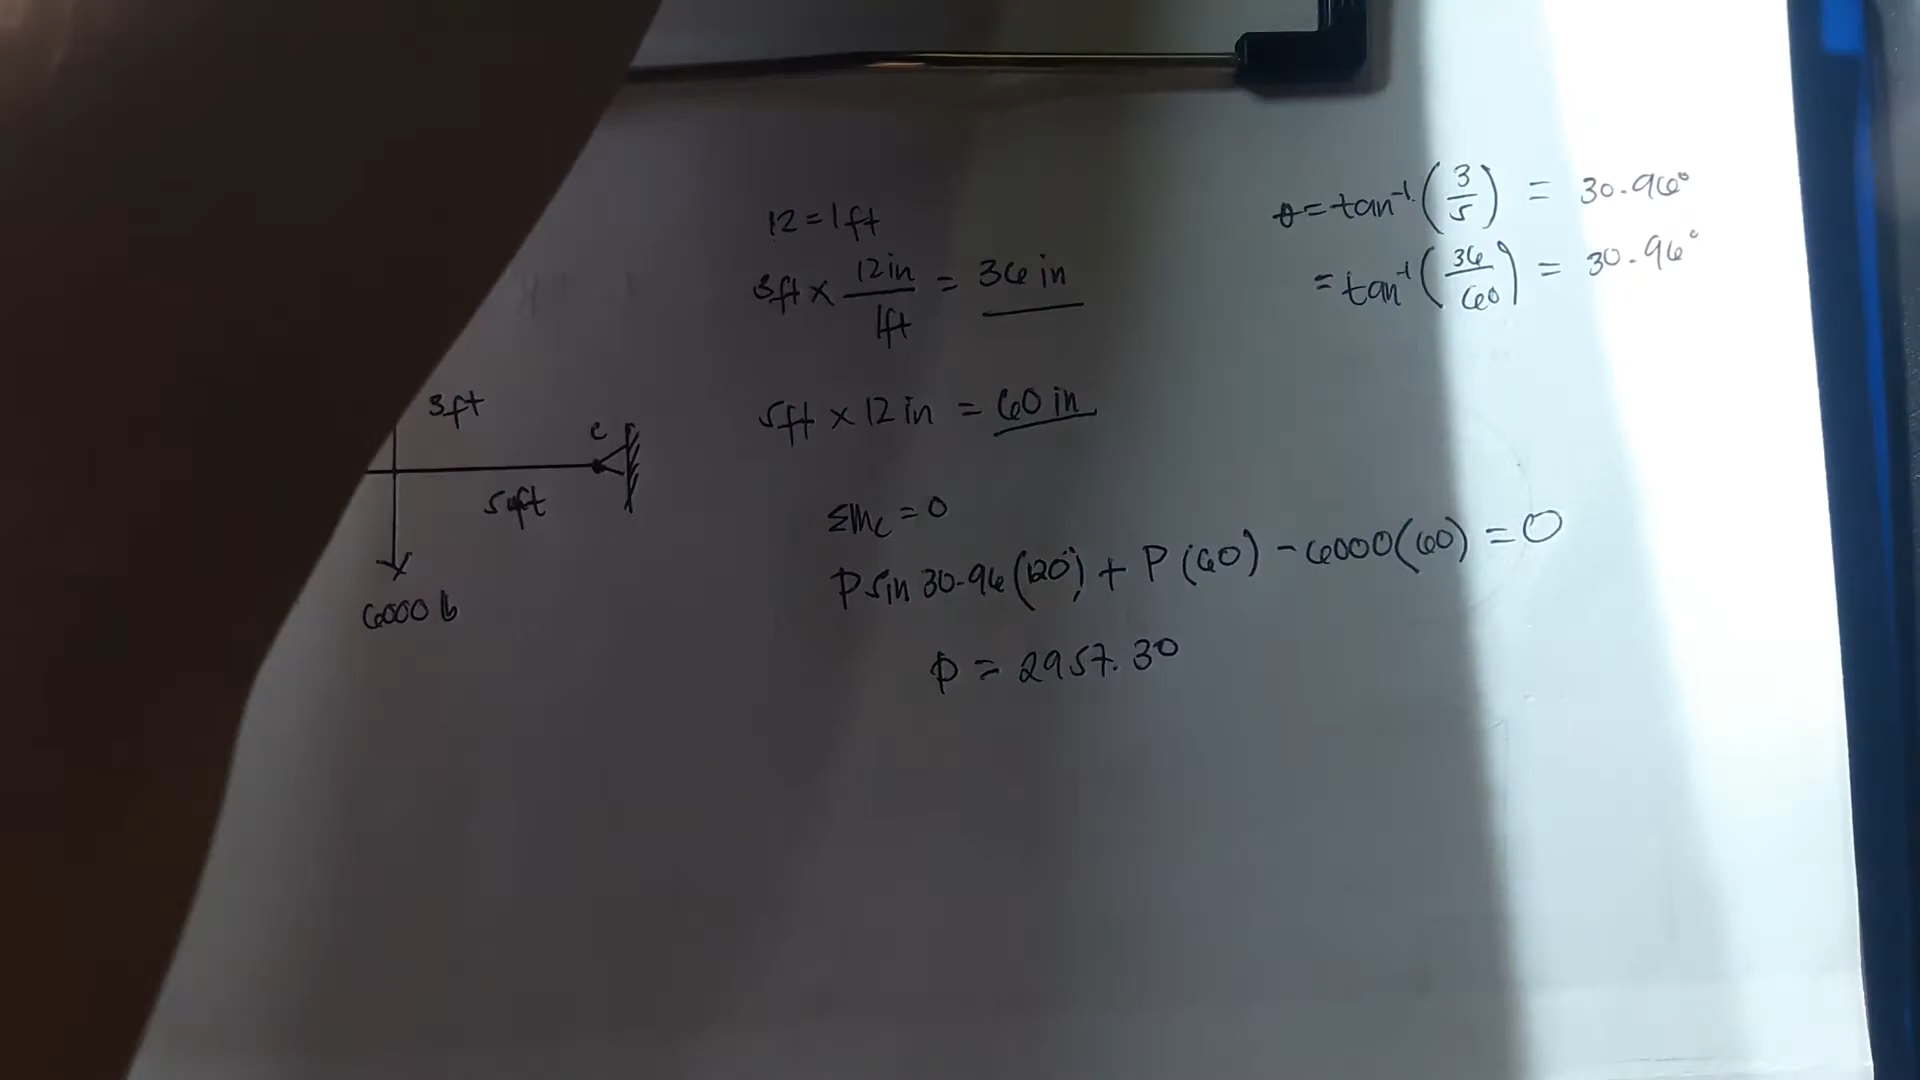 12 = 1ft
3ft x 12in / 1ft = 36 in
5ft x 12 in = 60 in
θ = tan⁻¹ (3/5) = 30.96°
= tan⁻¹ (36/60) = 30.96°
3ft
C
5ft
6000 lb
ΣMc = 0
P sin 30.96 (120) + P (60) - 6000 (60) = 0
P = 2957.30